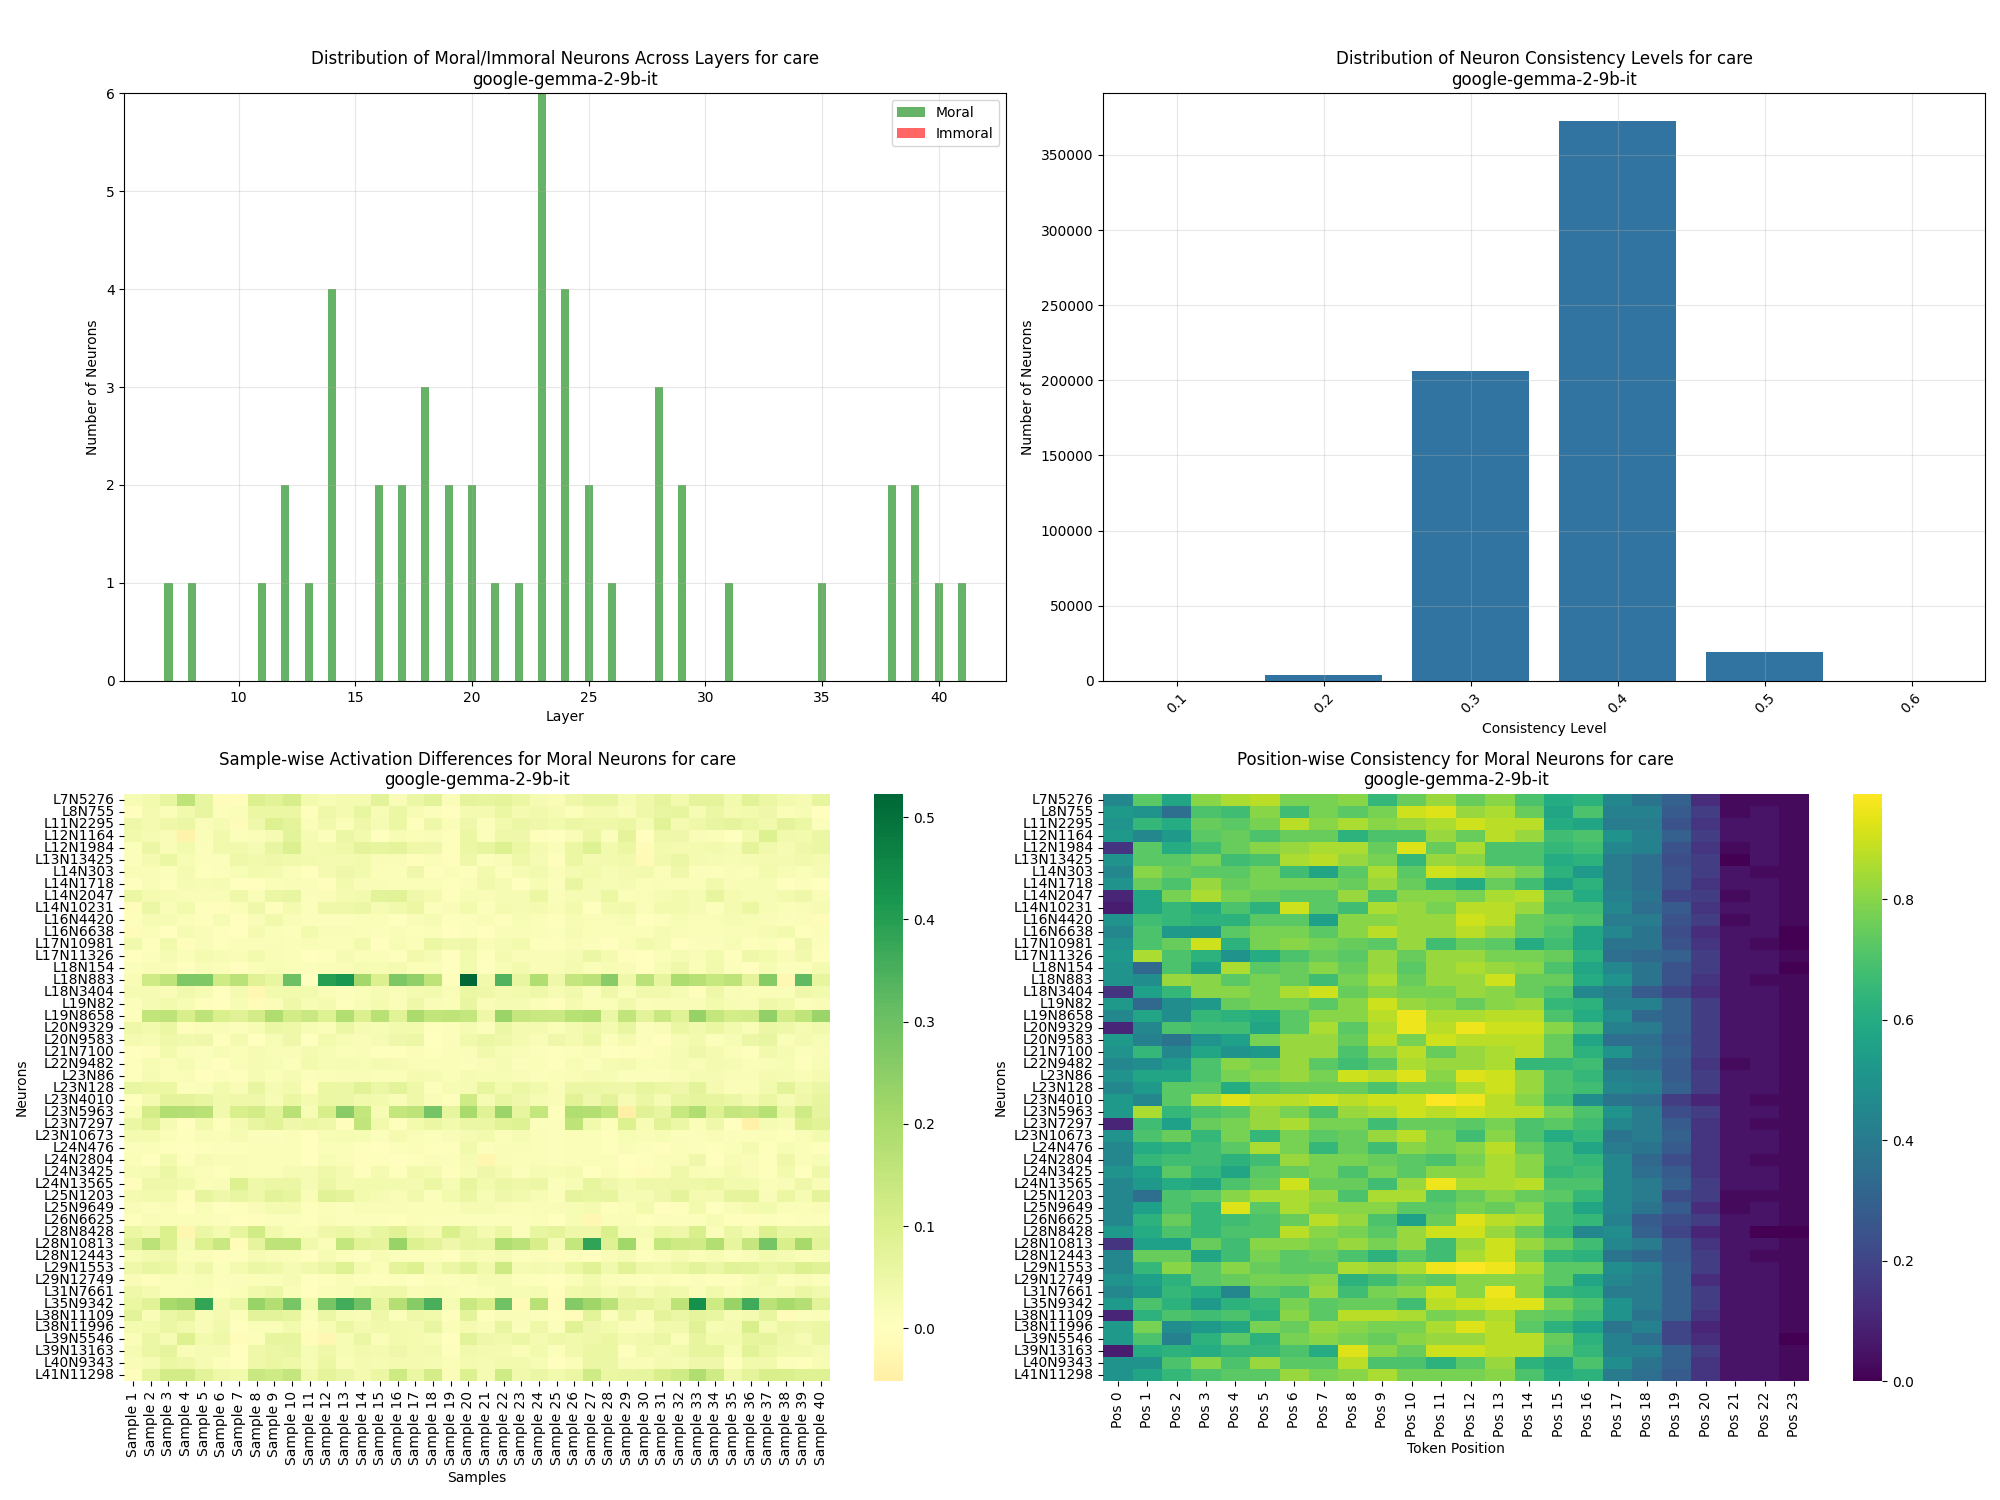 Distribution of Moral/Immoral Neurons Across Layers for care
google-gemma-2-9b-it
6
5
4
3
2
1
0
Number of Neurons
10 15 20 25 30 35 40
Layer
Moral
Immoral
Distribution of Neuron Consistency Levels for care
google-gemma-2-9b-it
350000
300000
250000
200000
150000
100000
50000
0
Number of Neurons
0.1 0.2 0.3 0.4 0.5 0.6
Consistency Level
Sample-wise Activation Differences for Moral Neurons for care
google-gemma-2-9b-it
Neurons
L7N5276
L8N755
L11N2295
L12N1164
L12N1984
L13N13425
L14N303
L14N1718
L14N2047
L14N10231
L16N4420
L16N6638
L17N10981
L17N11326
L18N154
L18N883
L18N3404
L19N82
L19N8658
L20N9329
L20N9583
L21N7100
L22N9482
L23N86
L23N128
L23N4010
L23N5963
L23N7297
L23N10673
L24N476
L24N2804
L24N3425
L24N13565
L25N1203
L25N9649
L26N6625
L28N8428
L28N10813
L28N12443
L29N1553
L29N12749
L31N7661
L35N9342
L38N11109
L38N11996
L39N5546
L39N13163
L40N9343
L41N11298
Sample 1
Sample 2
Sample 3
Sample 4
Sample 5
Sample 6
Sample 7
Sample 8
Sample 9
Sample 10
Sample 11
Sample 12
Sample 13
Sample 14
Sample 15
Sample 16
Sample 17
Sample 18
Sample 19
Sample 20
Sample 21
Sample 22
Sample 23
Sample 24
Sample 25
Sample 26
Sample 27
Sample 28
Sample 29
Sample 30
Sample 31
Sample 32
Sample 33
Sample 34
Sample 35
Sample 36
Sample 37
Sample 38
Sample 39
Sample 40
Samples
0.5
0.4
0.3
0.2
0.1
0.0
Position-wise Consistency for Moral Neurons for care
google-gemma-2-9b-it
Neurons
L7N5276
L8N755
L11N2295
L12N1164
L12N1984
L13N13425
L14N303
L14N1718
L14N2047
L14N10231
L16N4420
L16N6638
L17N10981
L17N11326
L18N154
L18N883
L18N3404
L19N82
L19N8658
L20N9329
L20N9583
L21N7100
L22N9482
L23N86
L23N128
L23N4010
L23N5963
L23N7297
L23N10673
L24N476
L24N2804
L24N3425
L24N13565
L25N1203
L25N9649
L26N6625
L28N8428
L28N10813
L28N12443
L29N1553
L29N12749
L31N7661
L35N9342
L38N11109
L38N11996
L39N5546
L39N13163
L40N9343
L41N11298
Pos 0
Pos 1
Pos 2
Pos 3
Pos 4
Pos 5
Pos 6
Pos 7
Pos 8
Pos 9
Pos 10
Pos 11
Pos 12
Pos 13
Pos 14
Pos 15
Pos 16
Pos 17
Pos 18
Pos 19
Pos 20
Pos 21
Pos 22
Pos 23
Token Position
0.8
0.6
0.4
0.2
0.0